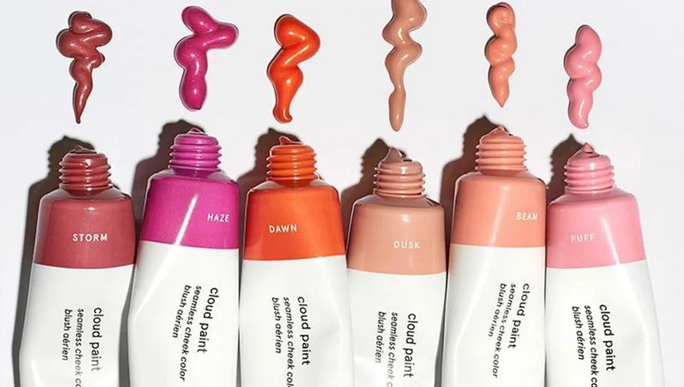 STORM
cloud paint
seamless cheek co
blush aérien
HAZE
cloud paint
seamless cheek color
blush aérien
DAWN
cloud paint
seamless cheek color
blush aérien
DUSK
cloud paint
seamless cheek co
blush aérien
BEAM
cloud paint
seamless cheek color
blush aérien
PUFF
cloud paint
seamless cheek co
blush aérien